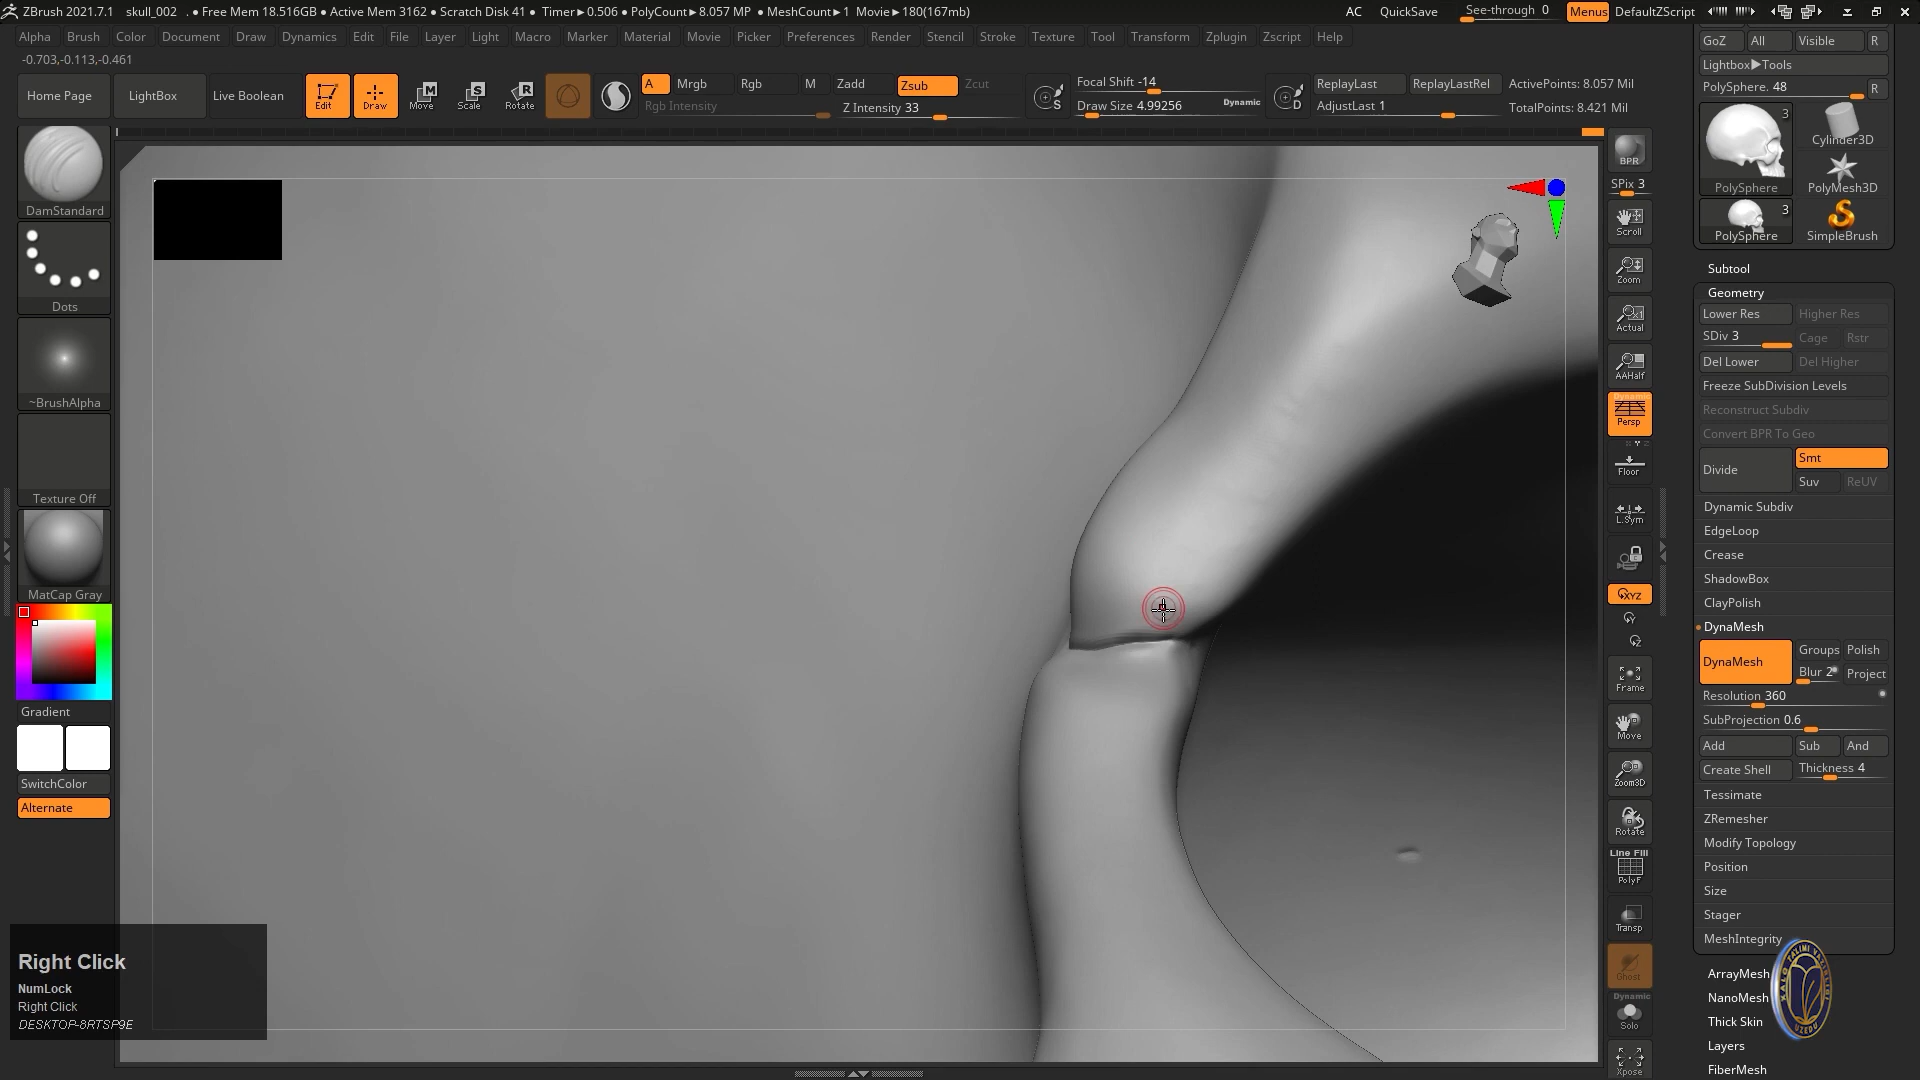 ZBrush 2021.7.1 skull_002 . • Free Mem 18.516GB • Active Mem 3162 • Scratch Disk 41 • Timer▶0.506 • PolyCount▶8.057 MP • MeshCount▶1 Movie▶180(167mb) AC QuickSave See-through 0 Menus DefaultZScript
Alpha Brush Color Document Draw Dynamics Edit File Layer Light Macro Marker Material Movie Picker Preferences Render Stencil Stroke Texture Tool Transform Zplugin Zscript Help
-0.703,-0.113,-0.461
Home Page LightBox Live Boolean Edit Draw Move Scale Rotate
A Mrgb Rgb M Zadd Zsub Zcut
Rgb Intensity Z Intensity 33
Focal Shift -14
Draw Size 4.99256 Dynamic
ReplayLast ReplayLastRel ActivePoints: 8.057 Mil
AdjustLast 1 TotalPoints: 8.421 Mil
DamStandard
Dots
~BrushAlpha
Texture Off
MatCap Gray
Gradient
SwitchColor
Alternate
Right Click
NumLock
Right Click
DESKTOP-8RTSP9E
BPR
SPix 3
Scroll
Zoom
Actual
AAHalf
Dynamic
Persp
Floor
L.Sym
XYZ
Y
Z
Frame
Move
Zoom3D
Rotate
Line Fill
PolyF
Transp
Ghost
Dynamic
Solo
Xpose
GoZ All Visible R
Lightbox▶Tools
PolySphere. 48 R
3
PolySphere Cylinder3D
PolyMesh3D
3
PolySphere SimpleBrush
Subtool
Geometry
Lower Res Higher Res
SDiv 3 Cage Rstr
Del Lower Del Higher
Freeze SubDivision Levels
Reconstruct Subdiv
Convert BPR To Geo
Divide Smt
Suv ReUV
Dynamic Subdiv
EdgeLoop
Crease
ShadowBox
ClayPolish
DynaMesh
DynaMesh Groups Polish
Blur 2 Project
Resolution 360
SubProjection 0.6
Add Sub And
Create Shell Thickness 4
Tessimate
ZRemesher
Modify Topology
Position
Size
Stager
MeshIntegrity
ArrayMesh
NanoMesh
Thick Skin
Layers
FiberMesh